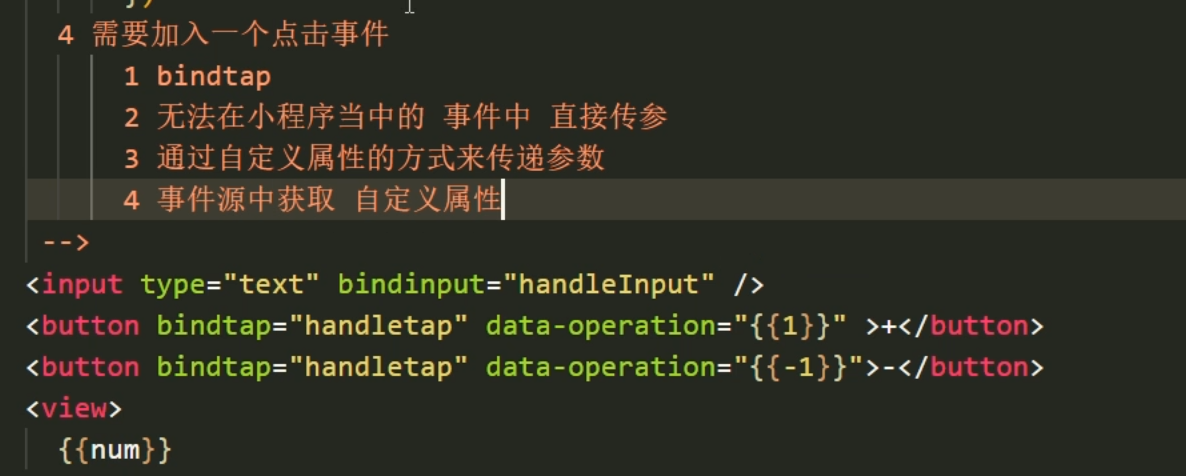 })
4 需要加入一个点击事件
1 bindtap
2 无法在小程序当中的 事件中 直接传参
3 通过自定义属性的方式来传递参数
4 事件源中获取 自定义属性
-->
<input type="text" bindinput="handleInput" />
<button bindtap="handletap" data-operation="{{1}}" >+</button>
<button bindtap="handletap" data-operation="{{-1}}">-</button>
<view>
{{num}}